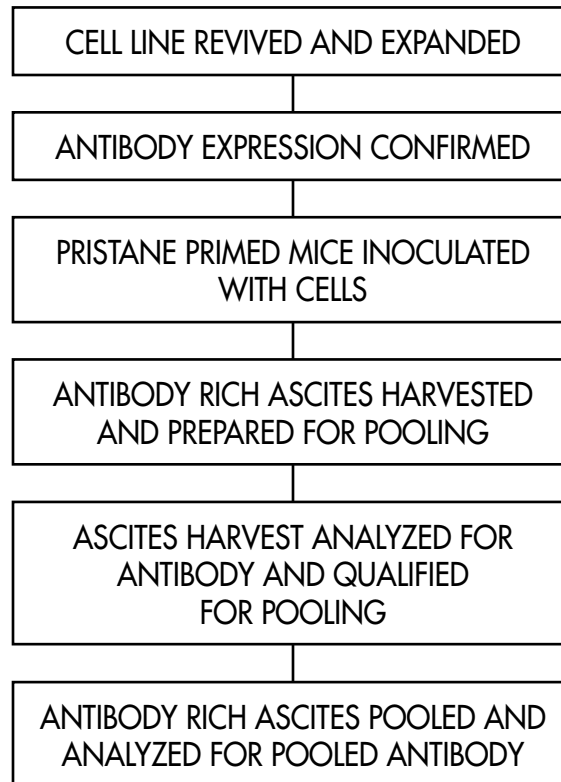 CELL LINE REVIVED AND EXPANDED
ANTIBODY EXPRESSION CONFIRMED
PRISTANE PRIMED MICE INOCULATED
WITH CELLS
ANTIBODY RICH ASCITES HARVESTED
AND PREPARED FOR POOLING
ASCITES HARVEST ANALYZED FOR
ANTIBODY AND QUALIFIED
FOR POOLING
ANTIBODY RICH ASCITES POOLED AND
ANALYZED FOR POOLED ANTIBODY